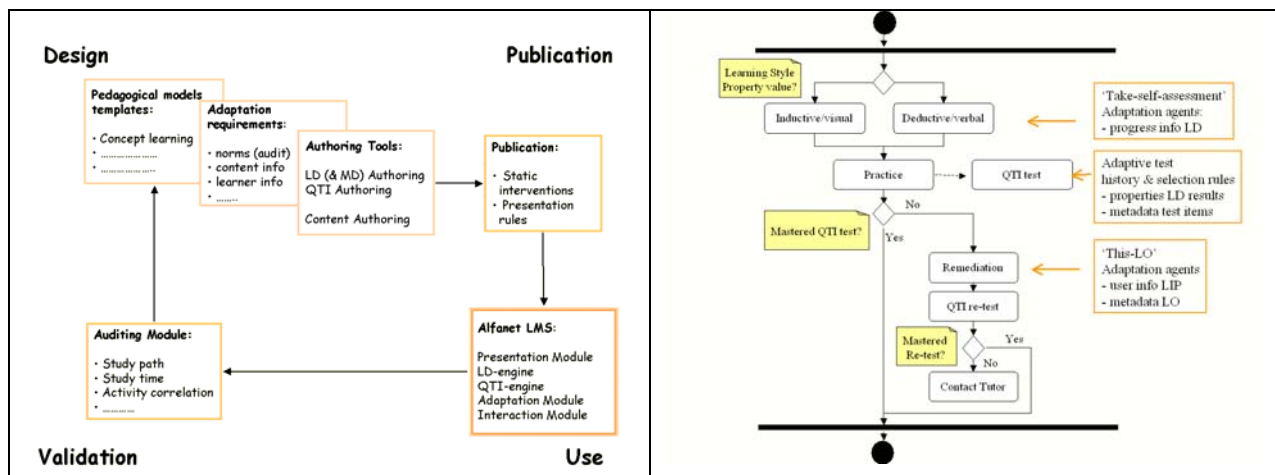 Design
Publication
Pedagogical models
templates:
• Concept learning
• …………………
• …………………..
Adaptation
requirements:
• norms (audit)
• content info
• learner info
• ……..
Authoring Tools:
LD (& MD) Authoring
QTI Authoring
Content Authoring
Publication:
• Static
interventions
• Presentation
rules
Auditing Module:
• Study path
• Study time
• Activity correlation
• …………
Alfanet LMS:
Presentation Module
LD-engine
QTI-engine
Adaptation Module
Interaction Module
Validation
Use
Learning Style
Property value?
Inductive/visual
Deductive/verbal
'Take-self-assessment'
Adaptation agents:
- progress info LD
Practice
QTI test
Adaptive test
history & selection rules
- properties LD results
- metadata test items
Mastered QTI test?
No
Yes
Remediation
'This-LO'
Adaptation agents
- user info LIP
- metadata LO
QTI re-test
Mastered
Re-test?
Yes
No
Contact Tutor